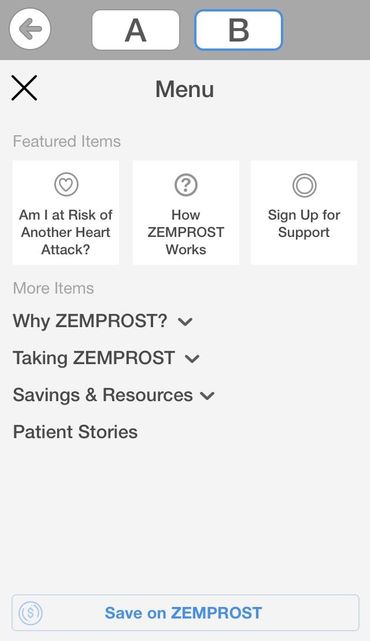 A
B
Menu
Featured Items
Am I at Risk of
Another Heart
Attack?
How
ZEMPROST
Works
Sign Up for
Support
More Items
Why ZEMPROST?
Taking ZEMPROST
Savings & Resources
Patient Stories
$
Save on ZEMPROST